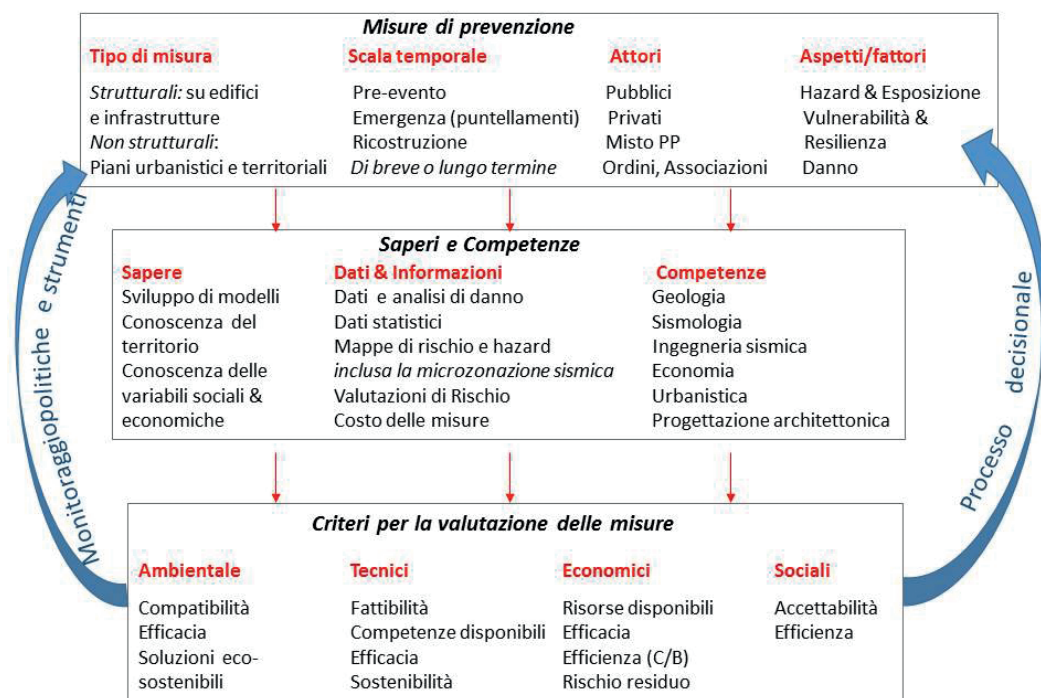 Misure di prevenzione
Tipo di misura
Strutturali: su edifici
e infrastrutture
Non strutturali:
Piani urbanistici e territoriali
Scala temporale
Pre-evento
Emergenza (puntellamenti)
Ricostruzione
Di breve o lungo termine
Attori
Pubblici
Privati
Misto PP
Ordini, Associazioni
Aspetti/fattori
Hazard & Esposizione
Vulnerabilità &
Resilienza
Danno
Saperi e Competenze
Sapere
Sviluppo di modelli
Conoscenza del
territorio
Conoscenza delle
variabili sociali &
economiche
Dati & Informazioni
Dati e analisi di danno
Dati statistici
Mappe di rischio e hazard
inclusa la microzonazione sismica
Valutazioni di Rischio
Costo delle misure
Competenze
Geologia
Sismologia
Ingegneria sismica
Economia
Urbanistica
Progettazione architettonica
Criteri per la valutazione delle misure
Ambientale
Compatibilità
Efficacia
Soluzioni eco-
sostenibili
Tecnici
Fattibilità
Competenze disponibili
Efficacia
Sostenibilità
Economici
Risorse disponibili
Efficacia
Efficienza (C/B)
Rischio residuo
Sociali
Accettabilità
Efficienza
Monitoraggiopolitiche e strumenti
Processo decisionale